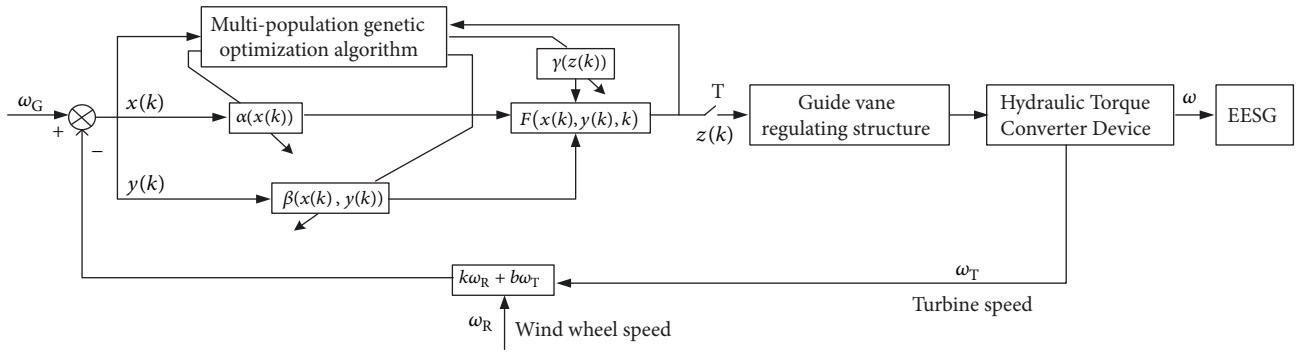 Multi-population genetic
optimization algorithm
γ(z(k))
ω_G
+
−
x(k)
α(x(k))
F(x(k), y(k), k)
T
z(k)
Guide vane
regulating structure
Hydraulic Torque
Converter Device
ω
EESG
y(k)
β(x(k), y(k))
kω_R + bω_T
ω_T
Turbine speed
ω_R
Wind wheel speed